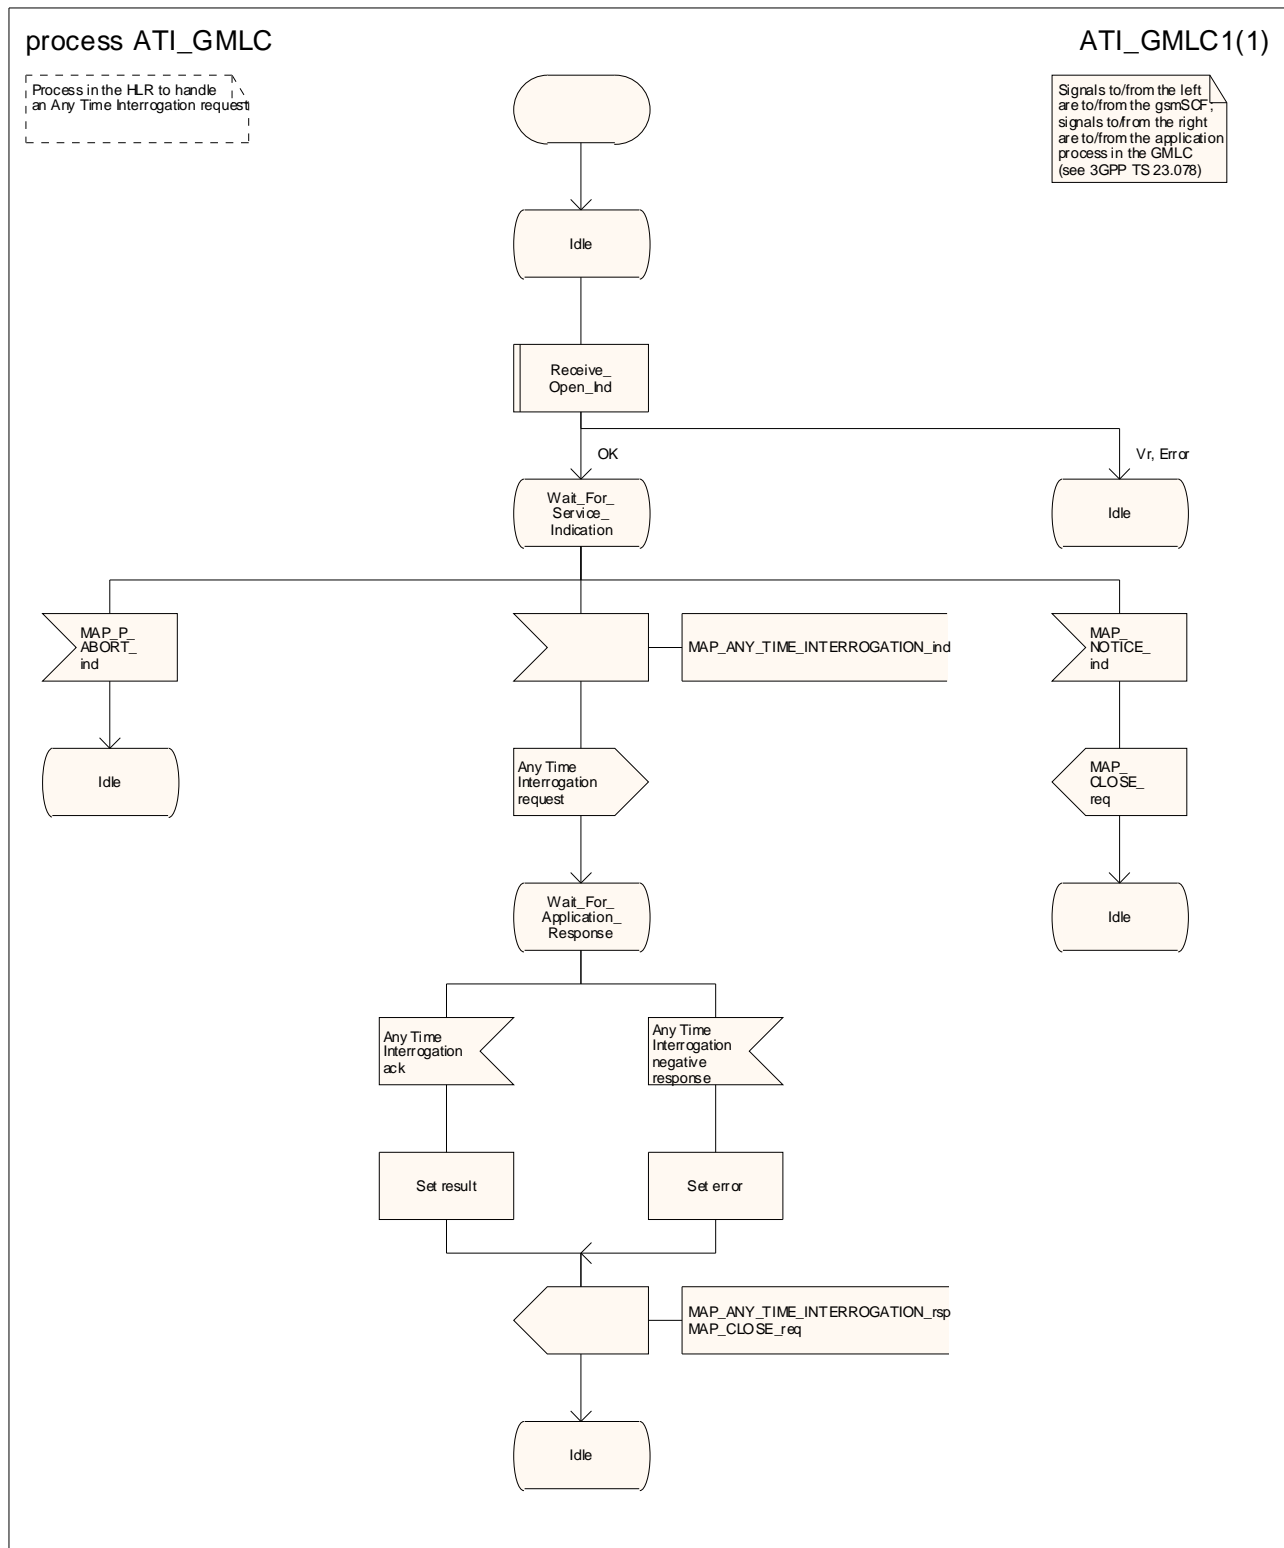 process ATI_GMLC
ATI_GMLC1(1)
Process in the HLR to handle
an Any Time Interrogation request
Signals to/from the left
are to/from the gsmSCF;
signals to/from the right
are to/from the application
process in the GMLC
(see 3GPP TS 23.078)
Idle
Receive_
Open_Ind
OK
Vr, Error
Wait_For_
Service_
Indication
Idle
MAP_P_
ABORT_
ind
MAP_ANY_TIME_INTERROGATION_ind
MAP_
NOTICE_
ind
Idle
Any Time
Interrogation
request
MAP_
CLOSE_
req
Wait_For_
Application_
Response
Idle
Any Time
Interrogation
ack
Any Time
Interrogation
negative
response
Set result
Set error
MAP_ANY_TIME_INTERROGATION_rsp
MAP_CLOSE_req
Idle